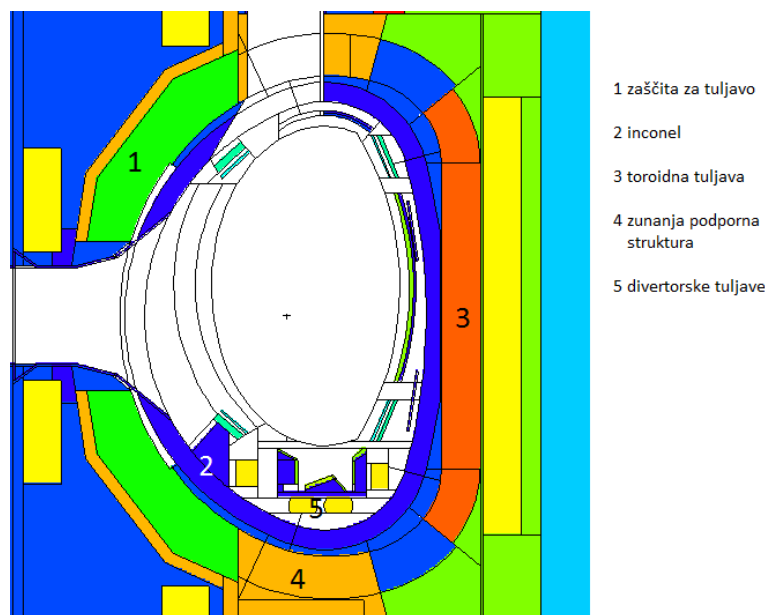 1 zaščita za tuljavo
2 inconel
3 toroidna tuljava
4 zunanja podporna
struktura
5 divertorske tuljave
1
3
2
5
4